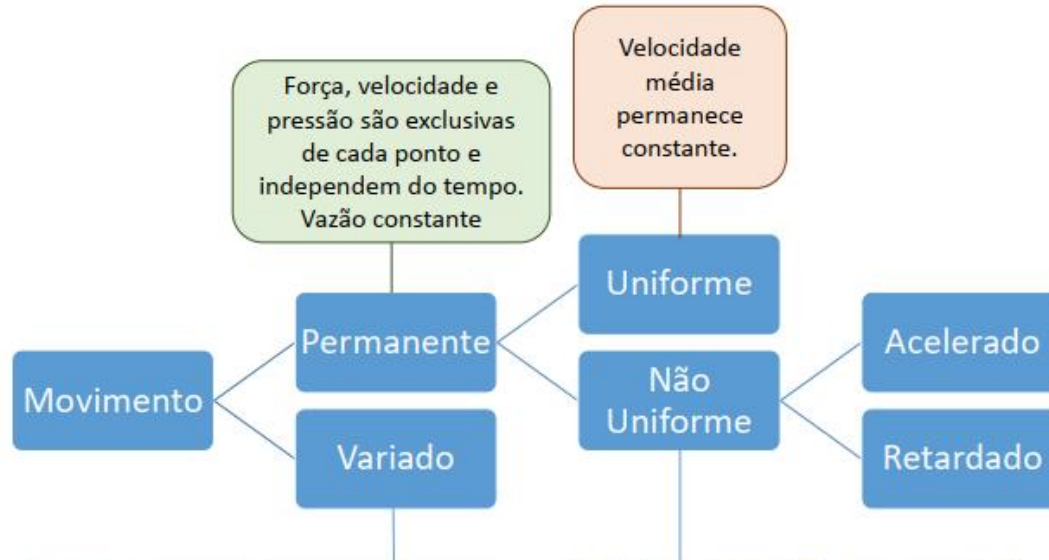 Velocidade
média
permanece
constante.
Força, velocidade e
pressão são exclusivas
de cada ponto e
independem do tempo.
Vazão constante
Uniforme
Permanente
Acelerado
Não
Uniforme
Movimento
Variado
Retardado